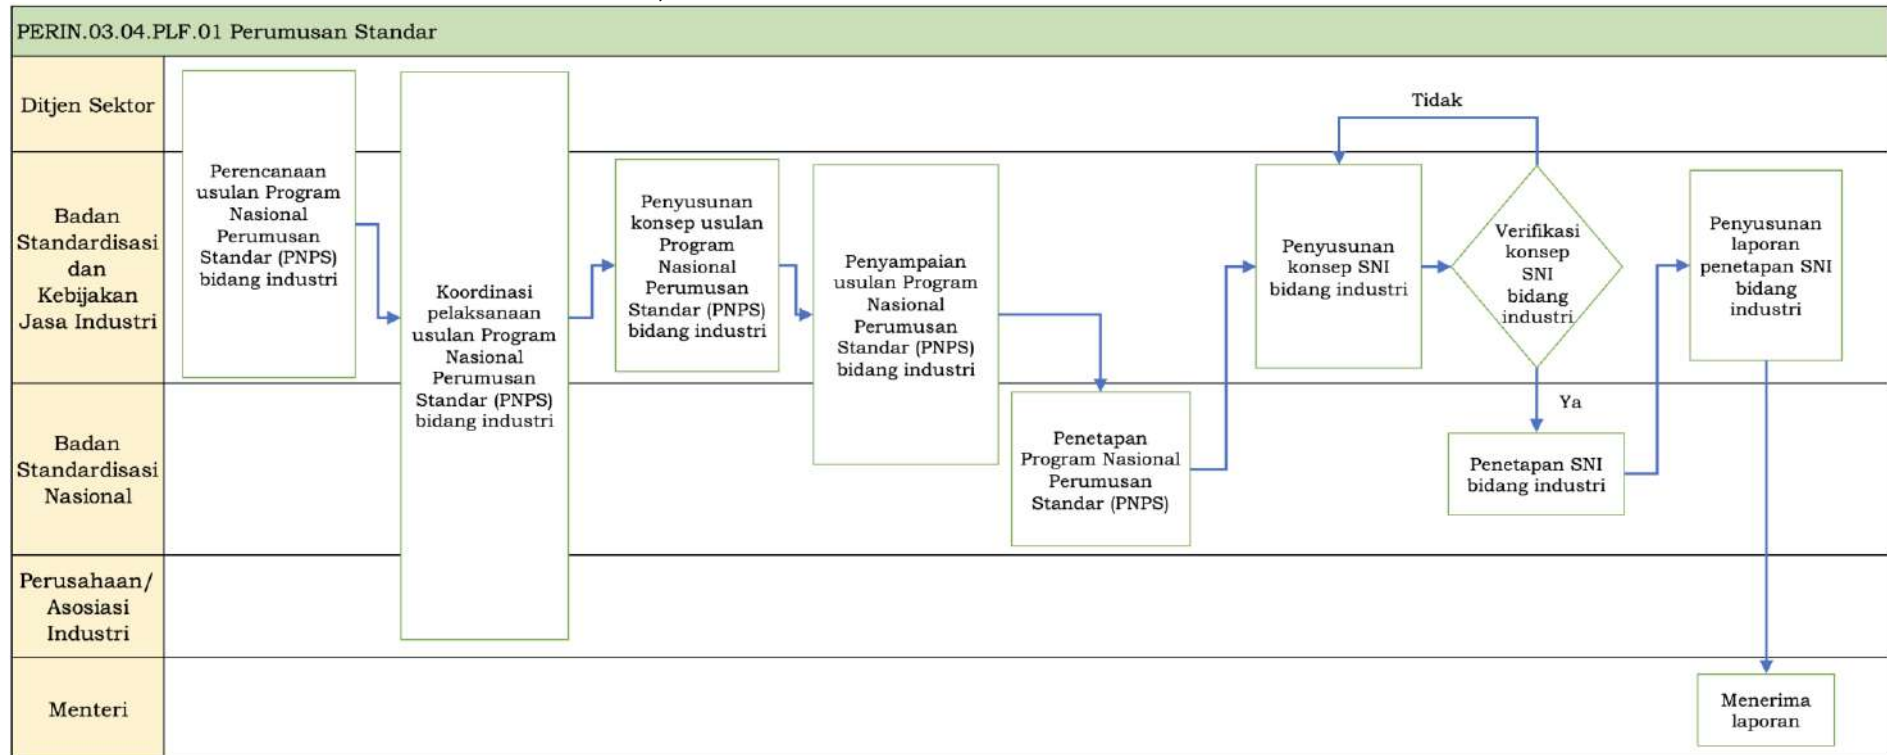 PERIN.03.04.PLF.01 Perumusan Standar
Ditjen Sektor
Badan
Standardisasi
dan
Kebijakan
Jasa Industri
Badan
Standardisasi
Nasional
Perusahaan/
Asosiasi
Industri
Menteri
Perencanaan
usulan Program
Nasional
Perumusan
Standar (PNPS)
bidang industri
Koordinasi
pelaksanaan
usulan Program
Nasional
Perumusan
Standar (PNPS)
bidang industri
Penyusunan
konsep usulan
Program
Nasional
Perumusan
Standar (PNPS)
bidang industri
Penyampaian
usulan Program
Nasional
Perumusan
Standar (PNPS)
bidang industri
Penetapan
Program Nasional
Perumusan
Standar (PNPS)
Penyusunan
konsep SNI
bidang industri
Tidak
Verifikasi
konsep
SNI
bidang
industri
Ya
Penetapan SNI
bidang industri
Penyusunan
laporan
penetapan SNI
bidang
industri
Menerima
laporan